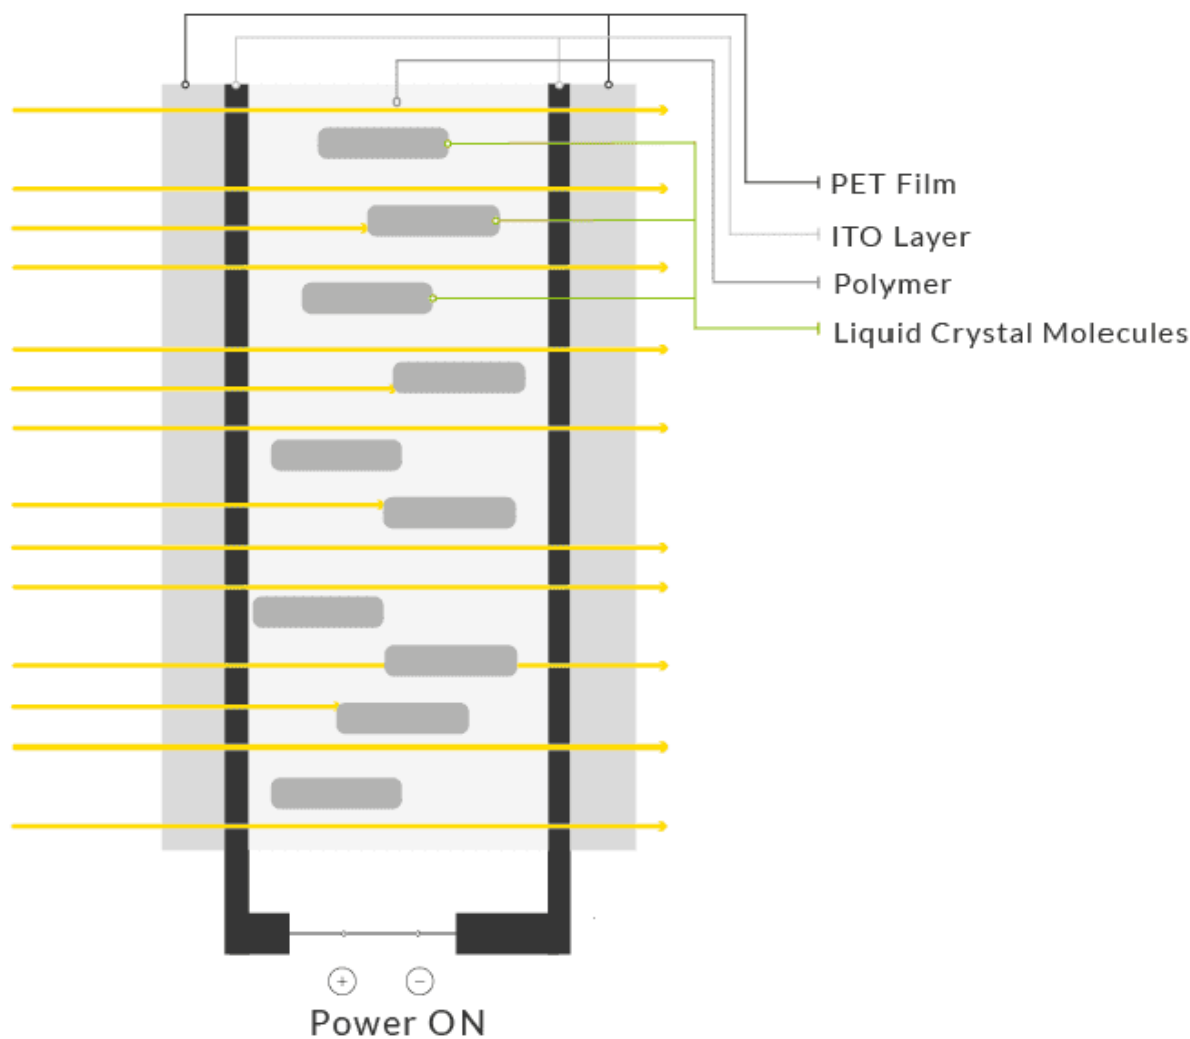 PET Film
ITO Layer
Polymer
Liquid Crystal Molecules
+ −
Power ON